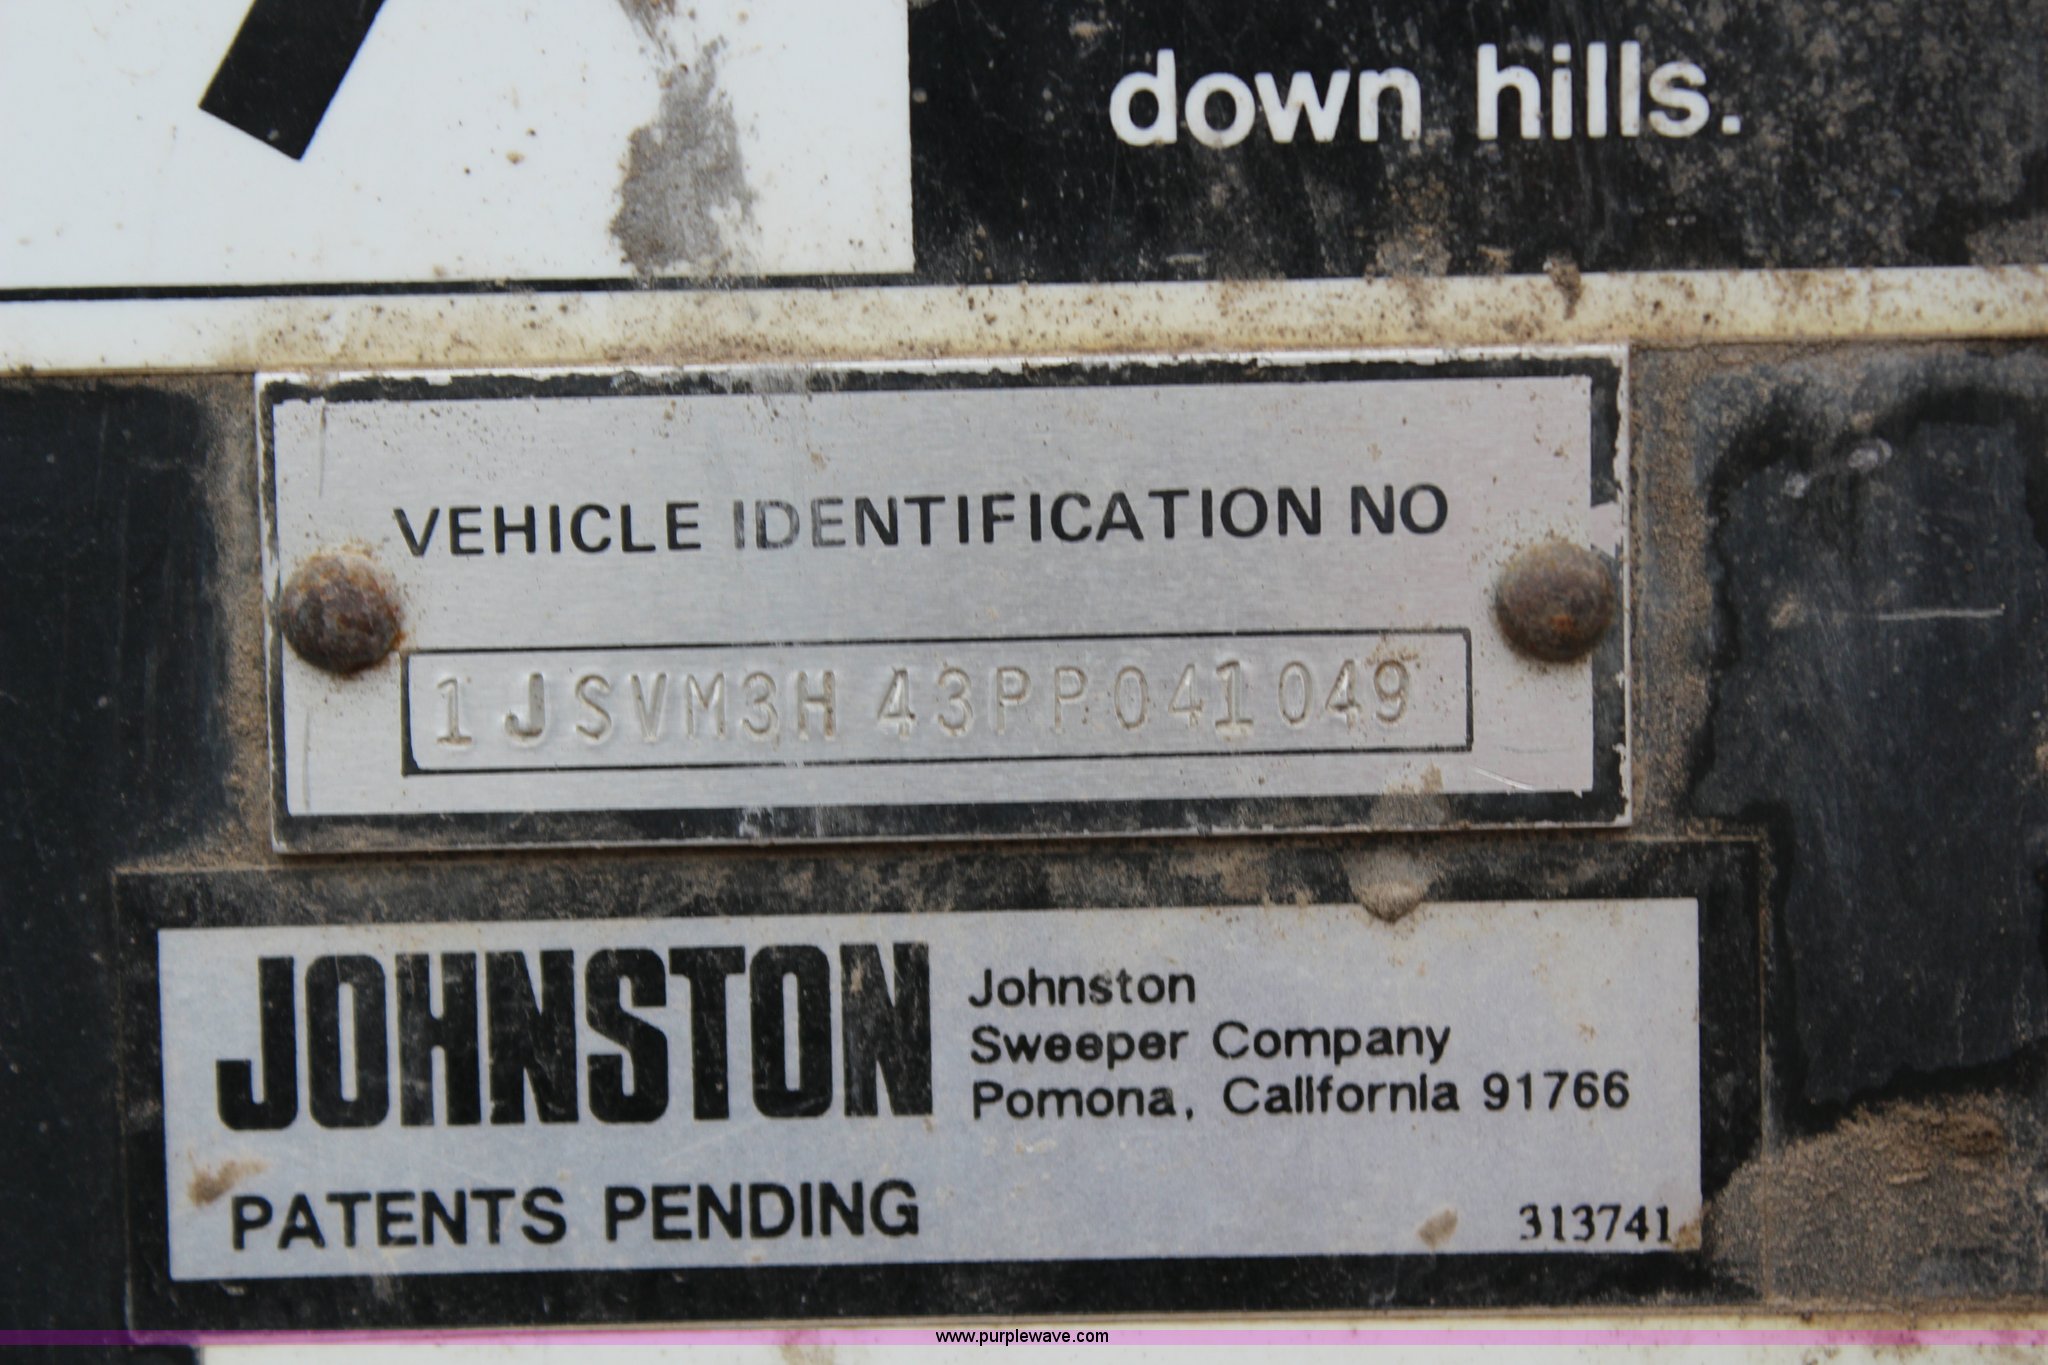 down hills.
VEHICLE IDENTIFICATION NO
1JSVM3H43PP041049
JOHNSTON
Johnston
Sweeper Company
Pomona, California 91766
PATENTS PENDING
313741
www.purplewave.com